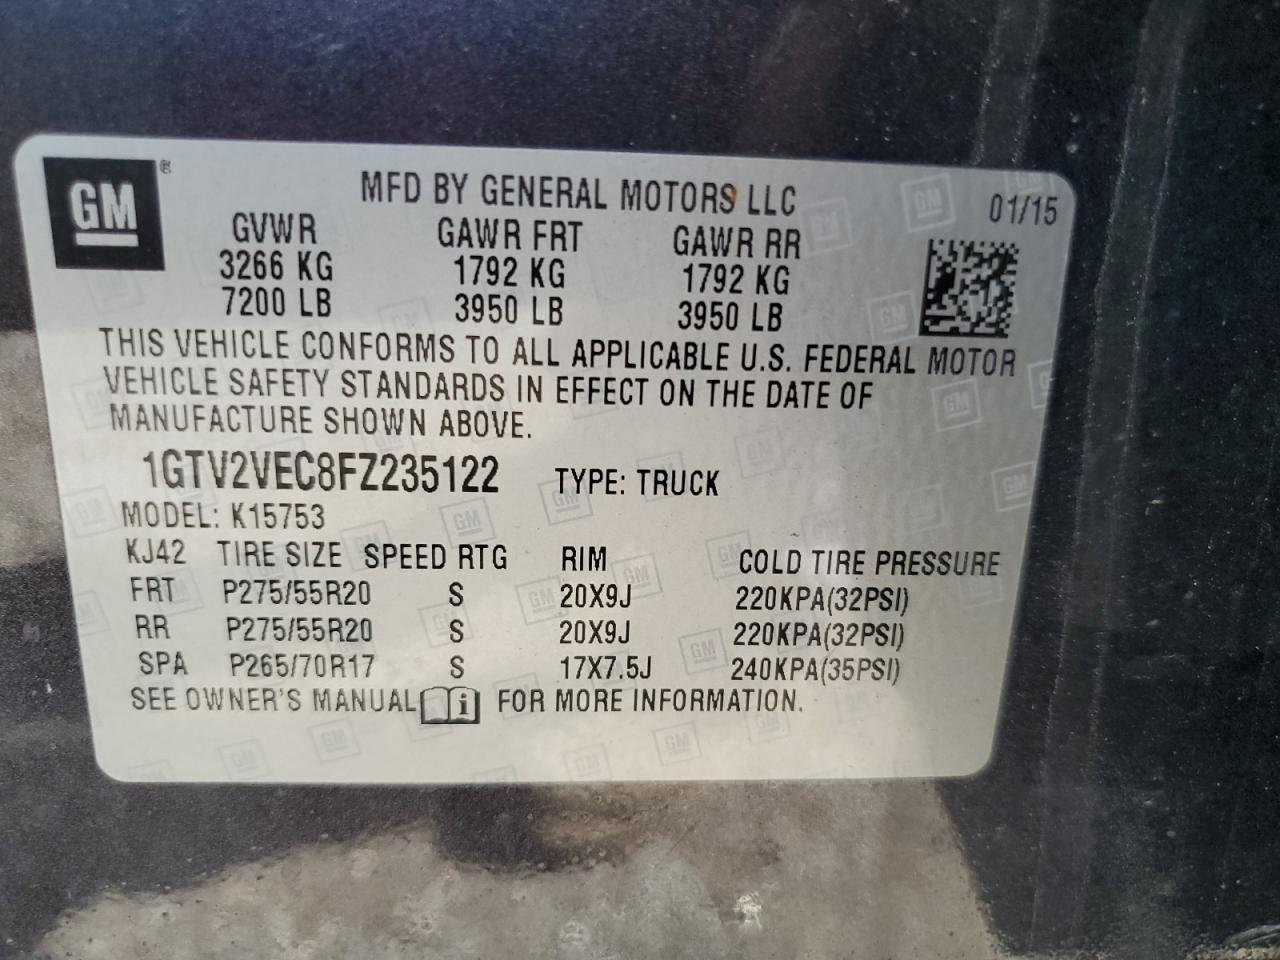 GM®
MFD BY GENERAL MOTORS LLC 01/15
GVWR GAWR FRT GAWR RR
3266 KG 1792 KG 1792 KG
7200 LB 3950 LB 3950 LB
THIS VEHICLE CONFORMS TO ALL APPLICABLE U.S. FEDERAL MOTOR
VEHICLE SAFETY STANDARDS IN EFFECT ON THE DATE OF
MANUFACTURE SHOWN ABOVE.
1GTV2VEC8FZ235122 TYPE: TRUCK
MODEL: K15753
KJ42 TIRE SIZE SPEED RTG RIM COLD TIRE PRESSURE
FRT P275/55R20 S 20X9J 220KPA(32PSI)
RR P275/55R20 S 20X9J 220KPA(32PSI)
SPA P265/70R17 S 17X7.5J 240KPA(35PSI)
SEE OWNER'S MANUAL i FOR MORE INFORMATION.